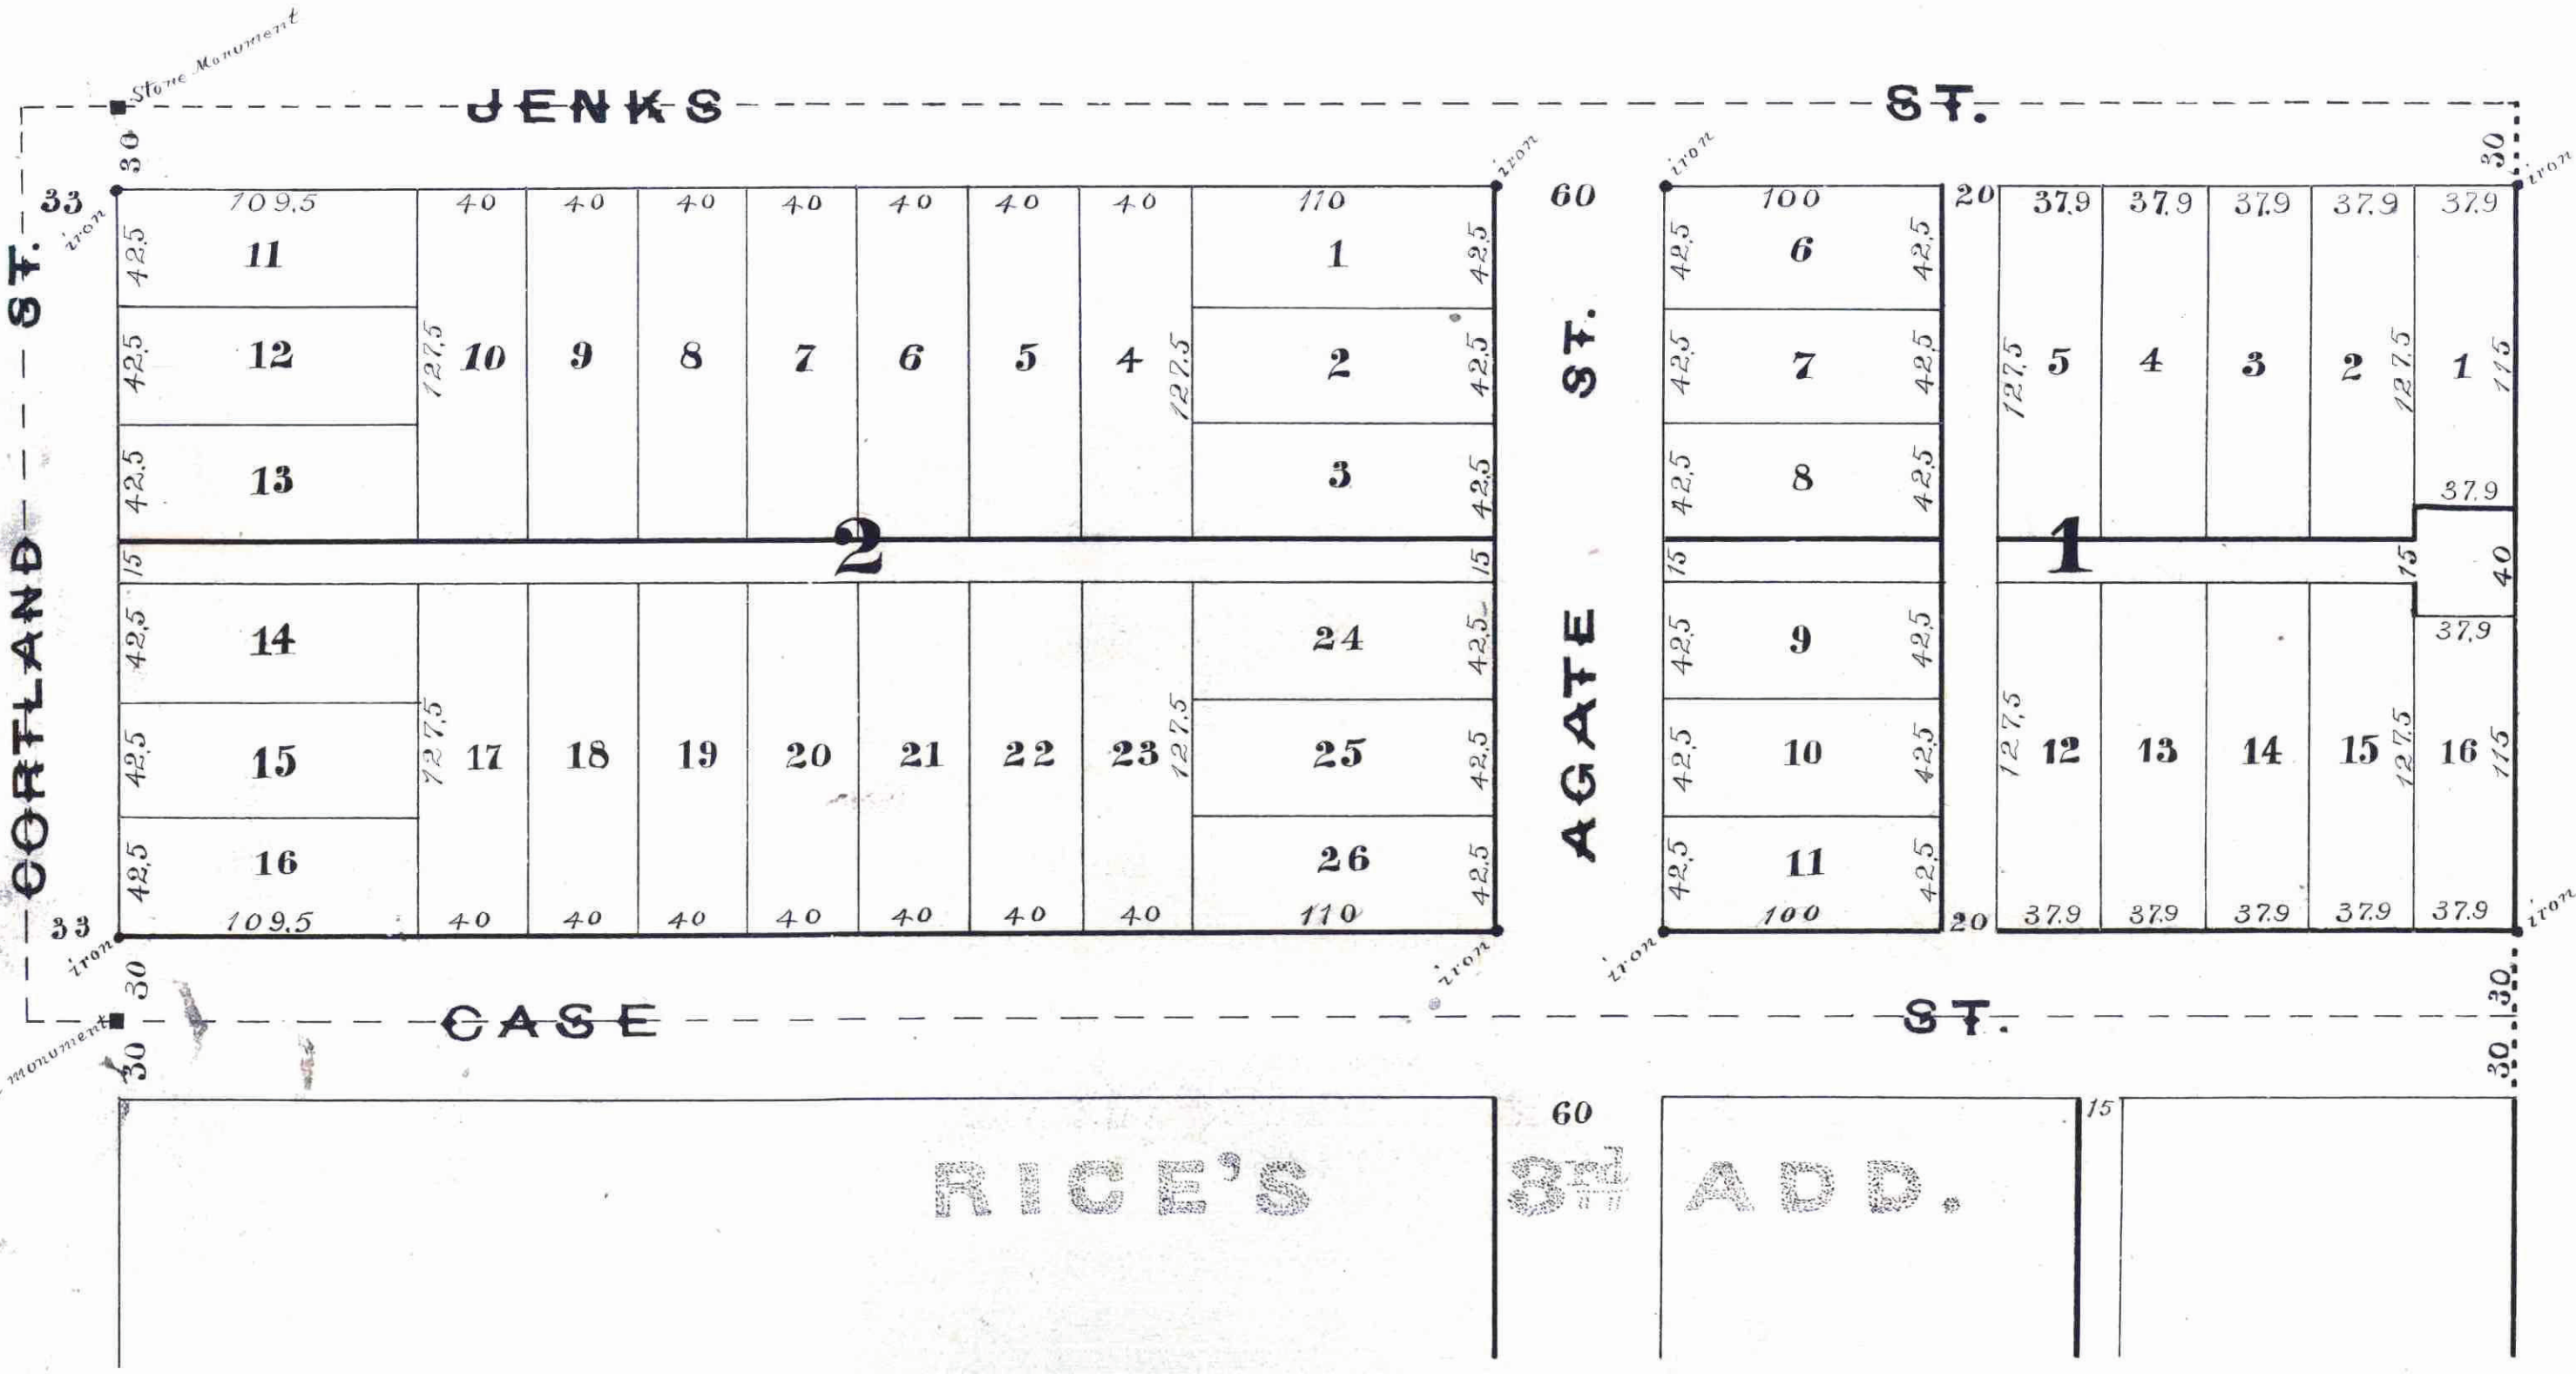 Stone Monument
JENKS ST.
30 30
iron iron iron
33 109.5 40 40 40 40 40 40 40 110 60 100 20 37.9 37.9 37.9 37.9 37.9
iron
CORTLAND ST.
AGATE ST.
42.5 11 1 42.5 42.5 6 42.5
42.5 12 127.5 10 9 8 7 6 5 4 127.5 2 42.5 42.5 7 42.5 127.5 5 4 3 2 127.5 1 115
42.5 13 3 42.5 42.5 8 42.5 37.9
15 2 15 15 1 15 40
42.5 14 24 42.5 42.5 9 42.5 37.9
42.5 15 127.5 17 18 19 20 21 22 23 127.5 25 42.5 42.5 10 42.5 127.5 12 13 14 15 127.5 16 115
42.5 16 26 42.5 42.5 11 42.5
33 109.5 40 40 40 40 40 40 40 110 100 20 37.9 37.9 37.9 37.9 37.9
iron iron iron iron
30 30
CASE ST.
monument
30 30
60 15
RICE'S 3rd ADD.